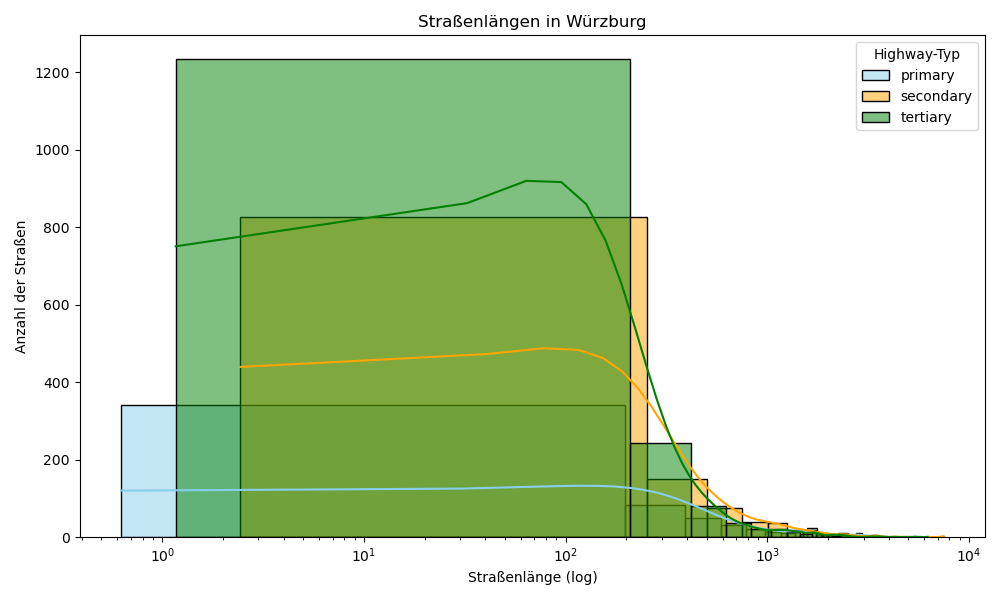 Straßenlängen in Würzburg
Highway-Typ
primary
secondary
tertiary
Anzahl der Straßen
1200
1000
800
600
400
200
0
10⁰
10¹
10²
10³
10⁴
Straßenlänge (log)